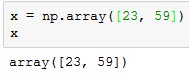 x = np.array([23, 59])
x
array([23, 59])